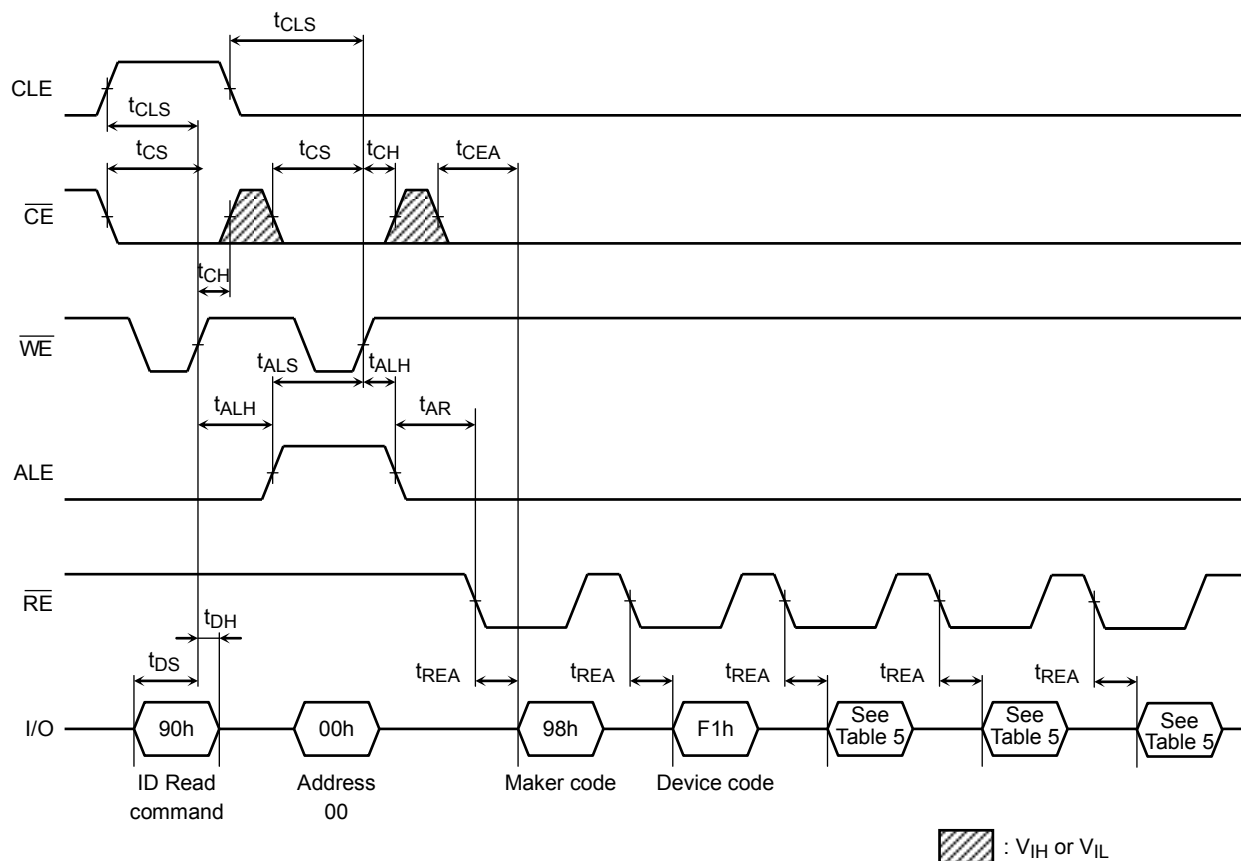 tCLS
CLE
tCLS
tCS tCS tCH tCEA
CE
tCH
WE
tALS tALH
tALH tAR
ALE
RE
tDH
tDS tREA tREA tREA tREA tREA
I/O 90h 00h 98h F1h See Table 5 See Table 5 See Table 5
ID Read command
Address 00
Maker code
Device code
: VIH or VIL